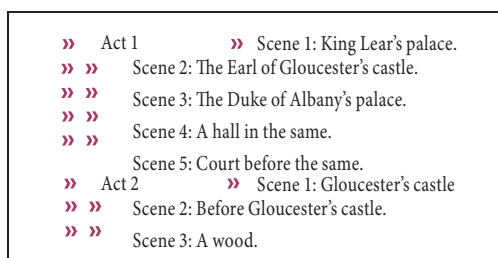 » Act 1 » Scene 1: King Lear's palace.
» » Scene 2: The Earl of Gloucester's castle.
» » Scene 3: The Duke of Albany's palace.
» » Scene 4: A hall in the same.
» » Scene 5: Court before the same.
» Act 2 » Scene 1: Gloucester's castle
» » Scene 2: Before Gloucester's castle.
» » Scene 3: A wood.